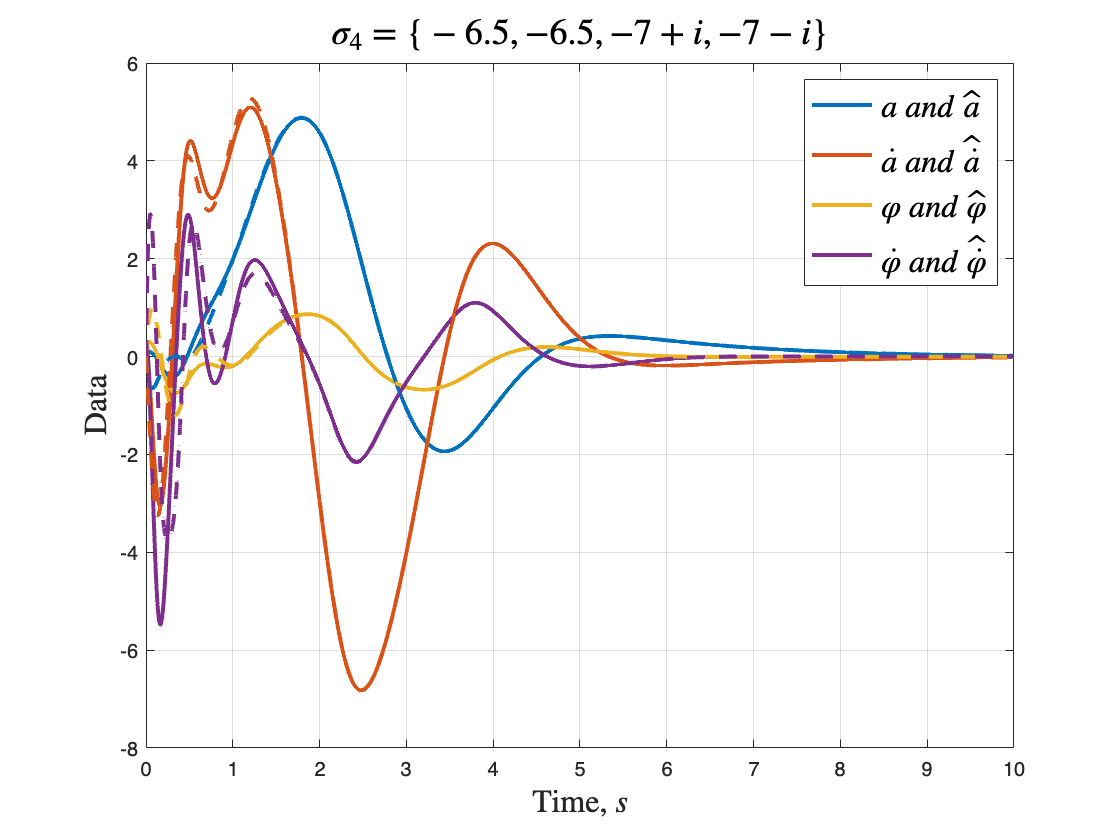 σ₄ = { − 6.5, −6.5, −7 + i, −7 − i}
6
4
2
0
-2
-4
-6
-8
Data
a and â
ȧ and ȧ̂
φ and φ̂
φ̇ and φ̇̂
0 1 2 3 4 5 6 7 8 9 10
Time, s